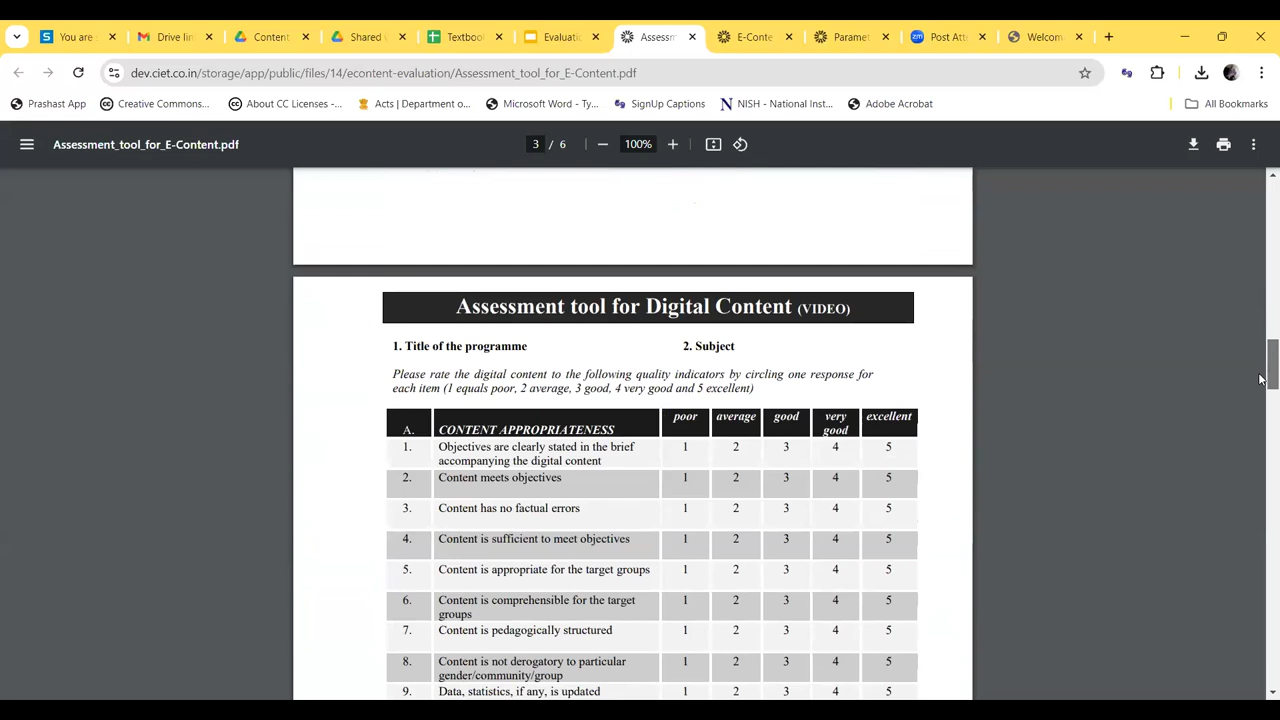 You are
Drive lin
Content
Shared
Textboo
Evaluati
Assessm
E-Conte
Paramet
Post Att
Welcom
dev.ciet.co.in/storage/app/public/files/14/econtent-evaluation/Assessment_tool_for_E-Content.pdf
Prashast App
Creative Commons...
About CC Licenses -...
Acts | Department o...
Microsoft Word - Ty...
SignUp Captions
NISH - National Inst...
Adobe Acrobat
All Bookmarks
Assessment_tool_for_E-Content.pdf
3 / 6
100%
Assessment tool for Digital Content (VIDEO)
1. Title of the programme 2. Subject
Please rate the digital content to the following quality indicators by circling one response for
each item (1 equals poor, 2 average, 3 good, 4 very good and 5 excellent)
A. CONTENT APPROPRIATENESS poor average good very good excellent
1. Objectives are clearly stated in the brief 1 2 3 4 5
accompanying the digital content
2. Content meets objectives 1 2 3 4 5
3. Content has no factual errors 1 2 3 4 5
4. Content is sufficient to meet objectives 1 2 3 4 5
5. Content is appropriate for the target groups 1 2 3 4 5
6. Content is comprehensible for the target 1 2 3 4 5
groups
7. Content is pedagogically structured 1 2 3 4 5
8. Content is not derogatory to particular 1 2 3 4 5
gender/community/group
9. Data, statistics, if any, is updated 1 2 3 4 5